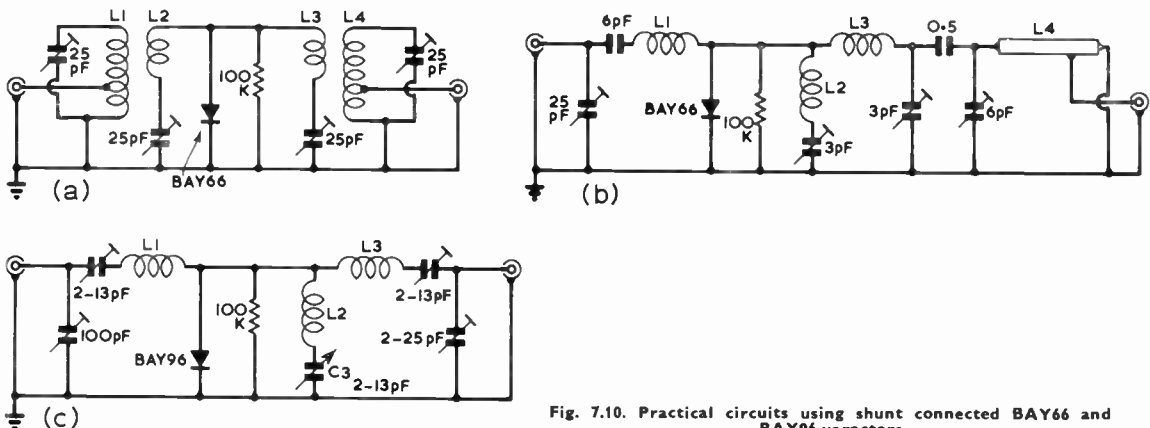 L1 L2 L3 L4
25 pF
100 K
25 pF
25pF
25pF
BAY66
(a)
6pF L1 L3 0·5 L4
25 pF
BAY66
100 K
L2
3pF
3pF
6pF
(b)
L1 L3
2-13pF
2-13pF
100pF
100 K
L2
2-25pF
BAY96
C3
2-13pF
(c)
Fig. 7.10. Practical circuits using shunt connected BAY66 and
BAY96 varactors